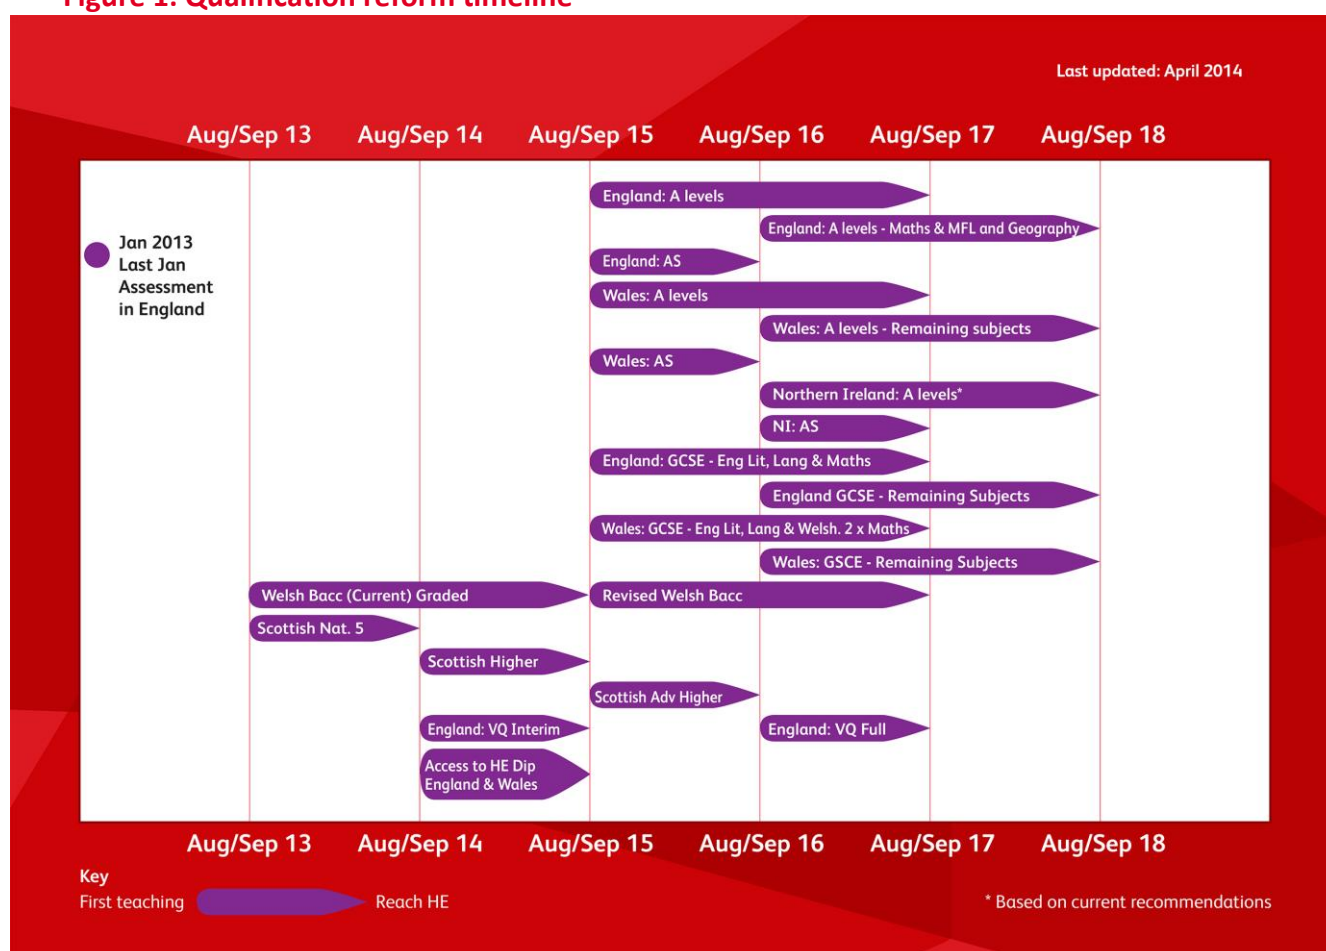 Figure 1: Qualification reform timeline
Last updated: April 2014
Aug/Sep 13 Aug/Sep 14 Aug/Sep 15 Aug/Sep 16 Aug/Sep 17 Aug/Sep 18
England: A levels
England: A levels - Maths & MFL and Geography
Jan 2013
Last Jan
Assessment
in England
England: AS
Wales: A levels
Wales: A levels - Remaining subjects
Wales: AS
Northern Ireland: A levels*
NI: AS
England: GCSE - Eng Lit, Lang & Maths
England GCSE - Remaining Subjects
Wales: GCSE - Eng Lit, Lang & Welsh. 2 x Maths
Wales: GSCE - Remaining Subjects
Welsh Bacc (Current) Graded Revised Welsh Bacc
Scottish Nat. 5
Scottish Higher
Scottish Adv Higher
England: VQ Interim England: VQ Full
Access to HE Dip
England & Wales
Aug/Sep 13 Aug/Sep 14 Aug/Sep 15 Aug/Sep 16 Aug/Sep 17 Aug/Sep 18
Key
First teaching Reach HE
* Based on current recommendations